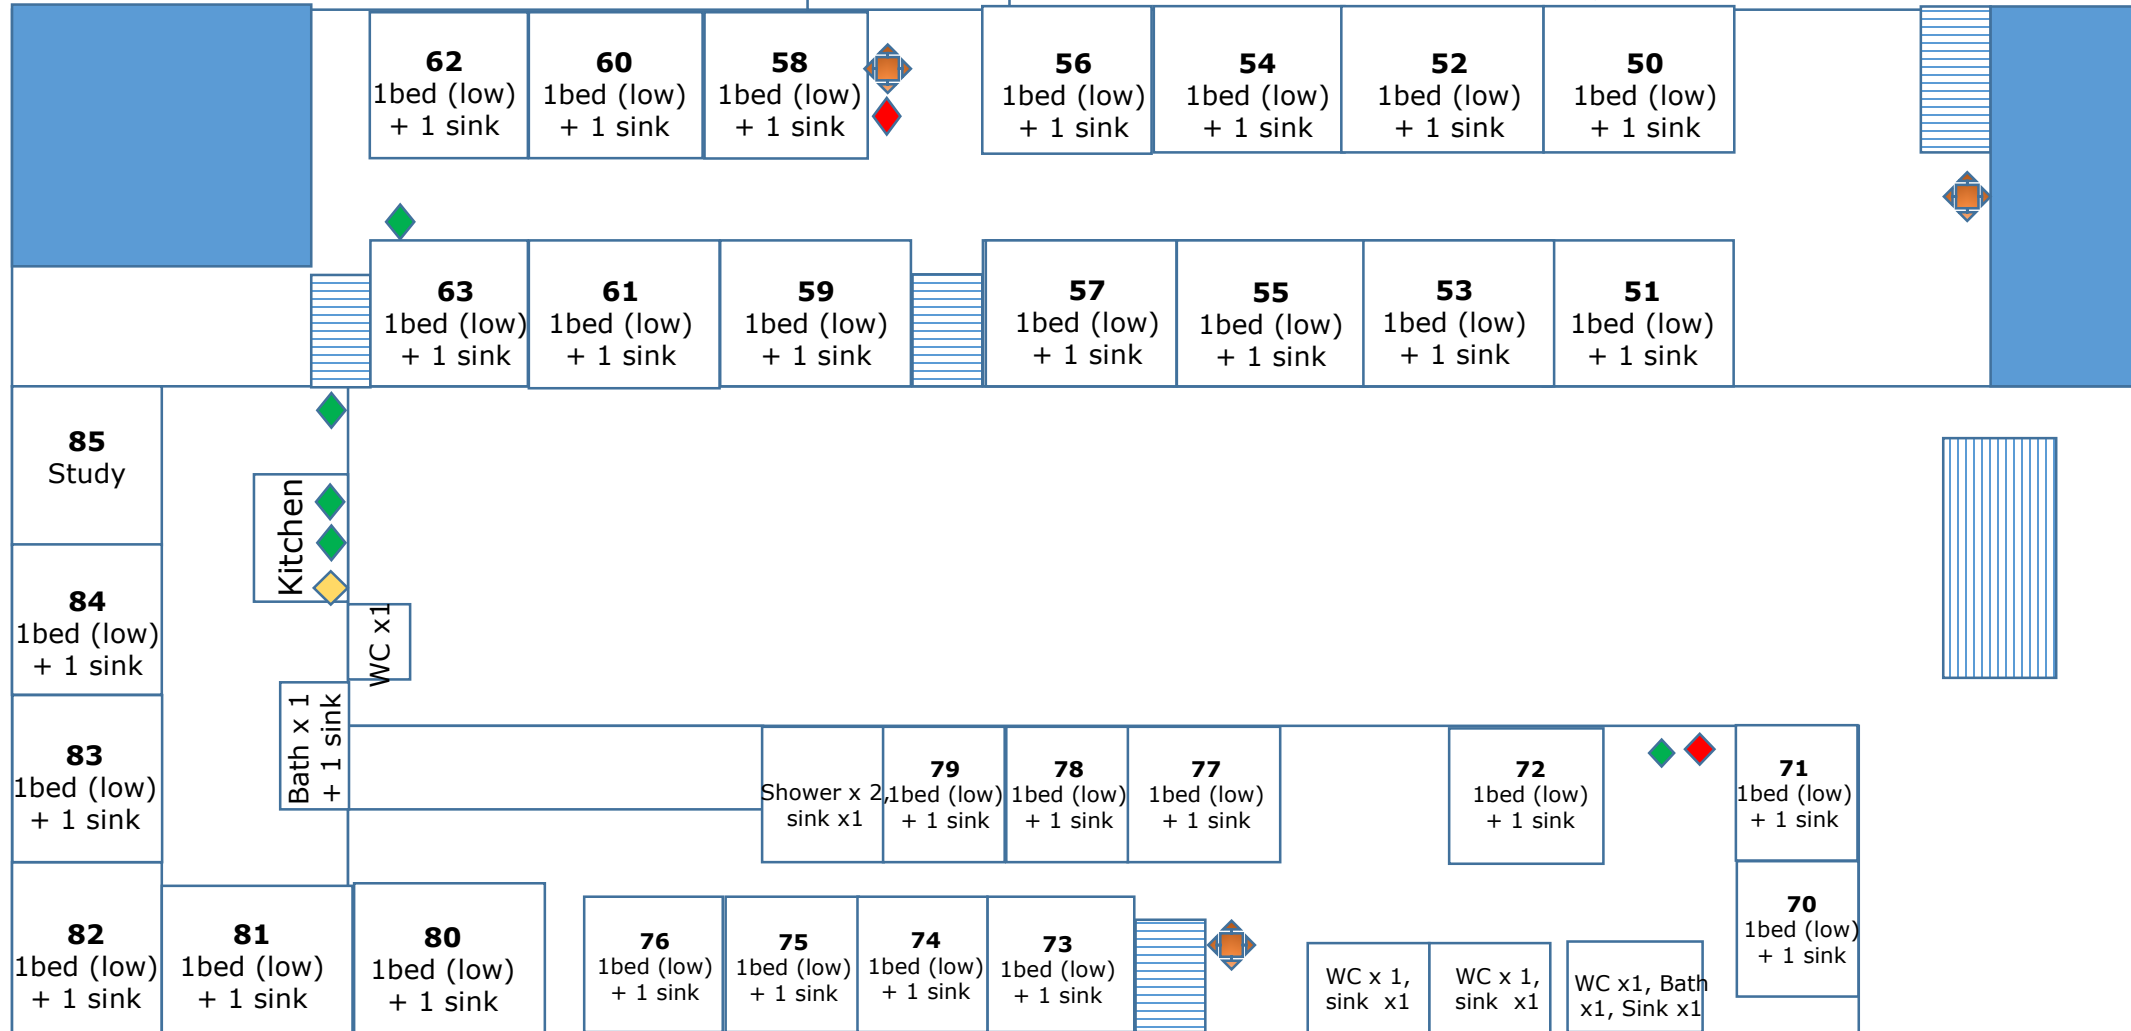 62
1bed (low)
+ 1 sink
60
1bed (low)
+ 1 sink
58
1bed (low)
+ 1 sink
56
1bed (low)
+ 1 sink
54
1bed (low)
+ 1 sink
52
1bed (low)
+ 1 sink
50
1bed (low)
+ 1 sink
63
1bed (low)
+ 1 sink
61
1bed (low)
+ 1 sink
59
1bed (low)
+ 1 sink
57
1bed (low)
+ 1 sink
55
1bed (low)
+ 1 sink
53
1bed (low)
+ 1 sink
51
1bed (low)
+ 1 sink
85
Study
Kitchen
84
1bed (low)
+ 1 sink
WC x1
83
1bed (low)
+ 1 sink
Bath x 1
+ 1 sink
Shower x 2,
sink x1
79
1bed (low)
+ 1 sink
78
1bed (low)
+ 1 sink
77
1bed (low)
+ 1 sink
72
1bed (low)
+ 1 sink
71
1bed (low)
+ 1 sink
82
1bed (low)
+ 1 sink
81
1bed (low)
+ 1 sink
80
1bed (low)
+ 1 sink
76
1bed (low)
+ 1 sink
75
1bed (low)
+ 1 sink
74
1bed (low)
+ 1 sink
73
1bed (low)
+ 1 sink
WC x 1,
sink x1
WC x 1,
sink x1
WC x1, Bath
x1, Sink x1
70
1bed (low)
+ 1 sink